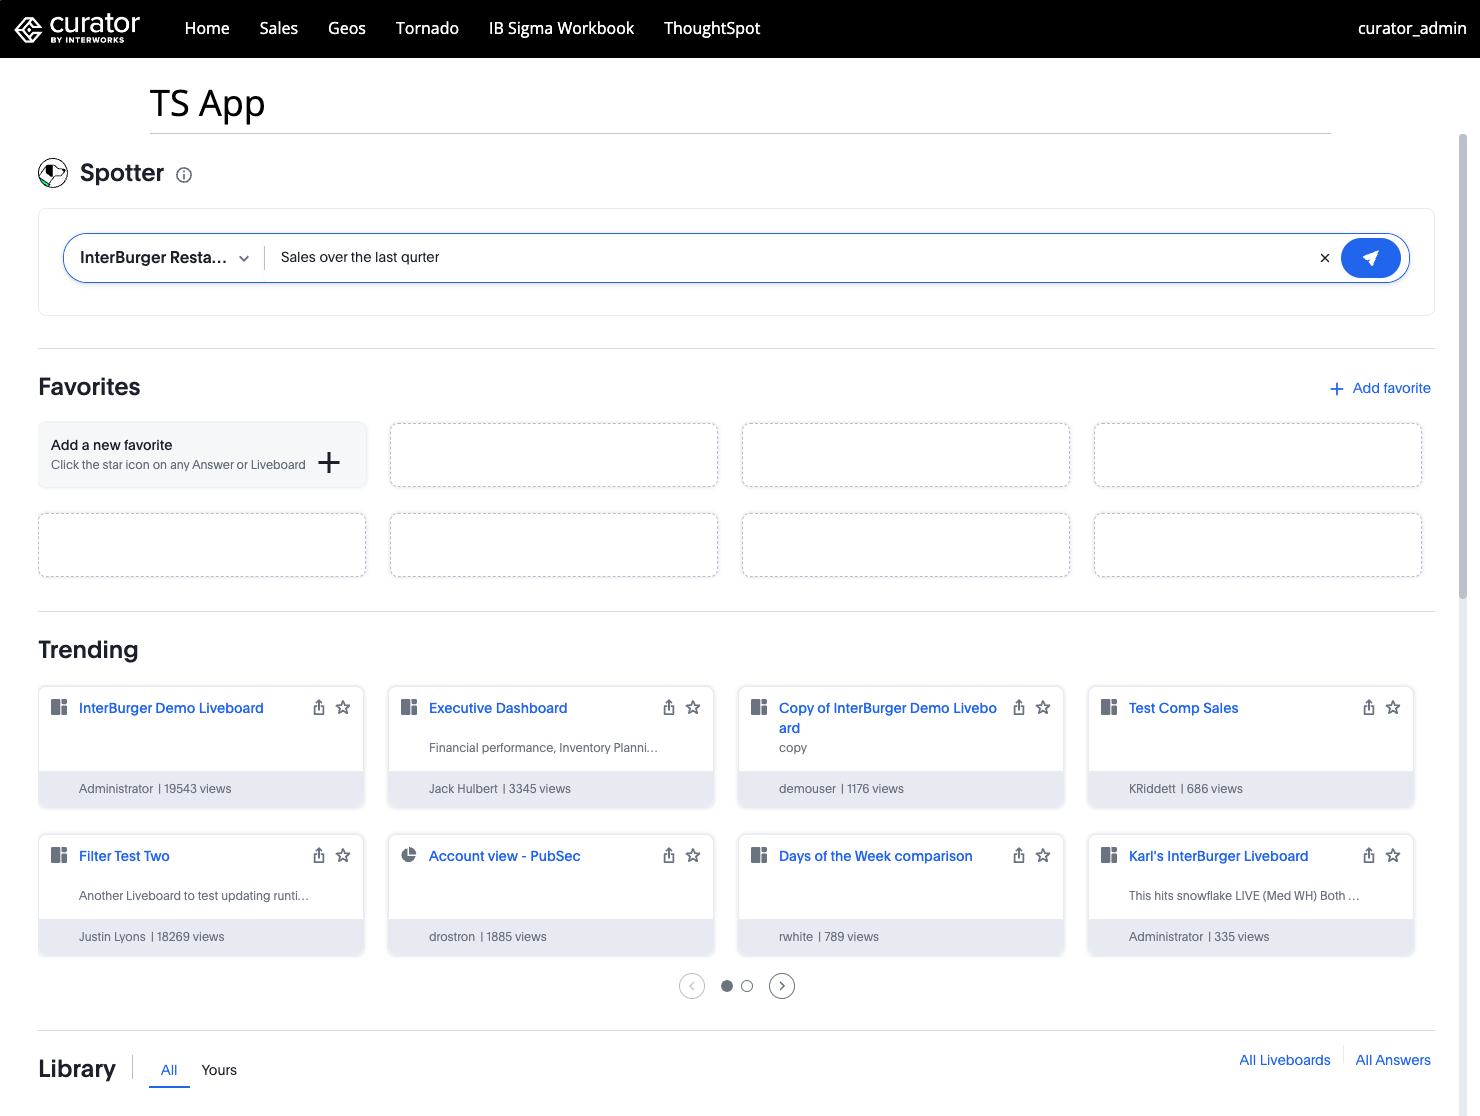 curator
BY INTERWORKS
Home Sales Geos Tornado IB Sigma Workbook ThoughtSpot curator_admin
TS App
Spotter
InterBurger Resta... Sales over the last qurter
Favorites
Add favorite
Add a new favorite
Click the star icon on any Answer or Liveboard
Trending
InterBurger Demo Liveboard
Administrator | 19543 views
Executive Dashboard
Financial performance, Inventory Planni...
Jack Hulbert | 3345 views
Copy of InterBurger Demo Livebo
ard
copy
demouser | 1176 views
Test Comp Sales
KRiddett | 686 views
Filter Test Two
Another Liveboard to test updating runti...
Justin Lyons | 18269 views
Account view - PubSec
drostron | 1885 views
Days of the Week comparison
rwhite | 789 views
Karl's InterBurger Liveboard
This hits snowflake LIVE (Med WH) Both ...
Administrator | 335 views
Library All Yours
All Liveboards All Answers